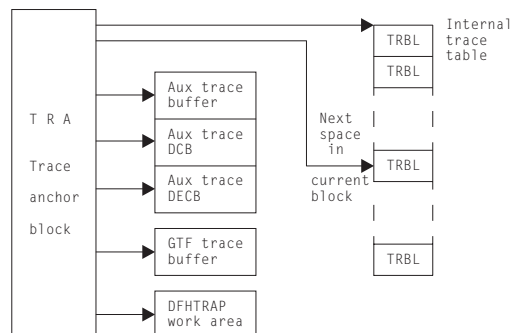 T R A
Trace
anchor
block
Aux trace
buffer
Aux trace
DCB
Aux trace
DECB
GTF trace
buffer
DFHTRAP
work area
Next
space
in
current
block
Internal
trace
table
TRBL
TRBL
TRBL
TRBL